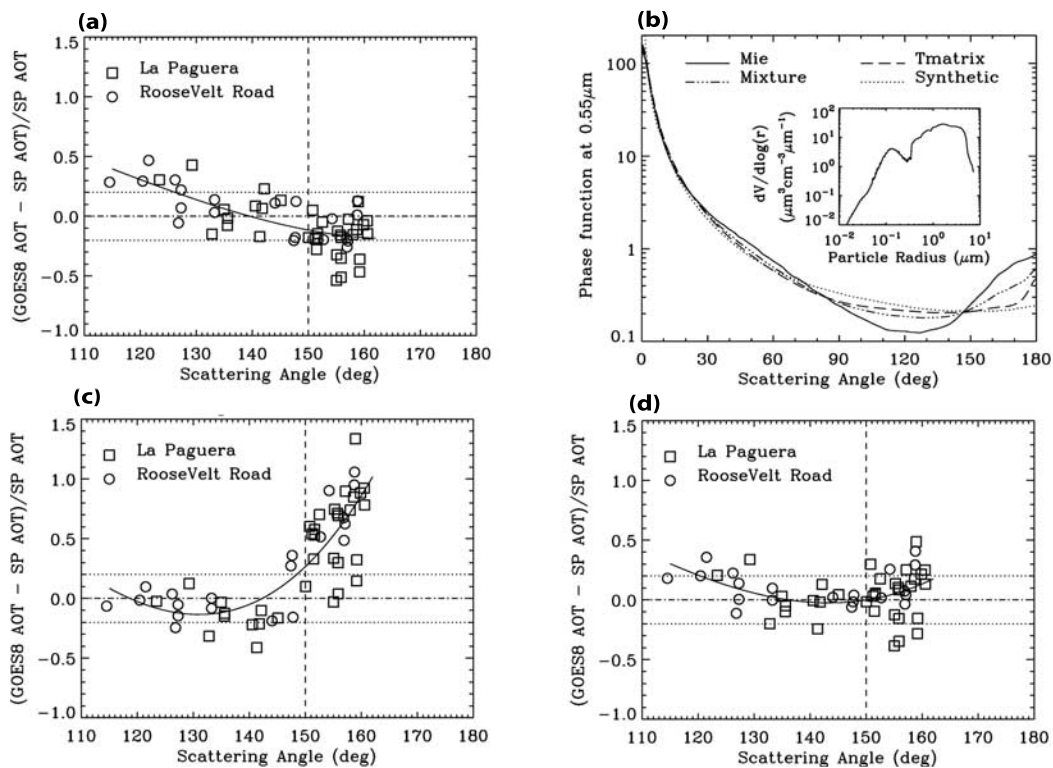 (a)
(GOES8 AOT − SP AOT)/SP AOT
1.5
1.0
0.5
0.0
−0.5
−1.0
La Paguera
RooseVelt Road
110 120 130 140 150 160 170 180
Scattering Angle (deg)
(b)
Phase function at 0.55μm
100
10
1
0.1
Mie
Mixture
Tmatrix
Synthetic
dV/dlog(r)
(μm³cm⁻³μm⁻¹)
10²
10¹
10⁰
10⁻¹
10⁻²
10⁻² 10⁻¹ 10⁰ 10¹
Particle Radius (μm)
0 30 60 90 120 150 180
Scattering Angle (deg)
(c)
(GOES8 AOT − SP AOT)/SP AOT
1.5
1.0
0.5
0.0
−0.5
−1.0
La Paguera
RooseVelt Road
110 120 130 140 150 160 170 180
Scattering Angle (deg)
(d)
(GOES8 AOT − SP AOT)/SP AOT
1.5
1.0
0.5
0.0
−0.5
−1.0
La Paguera
RooseVelt Road
110 120 130 140 150 160 170 180
Scattering Angle (deg)